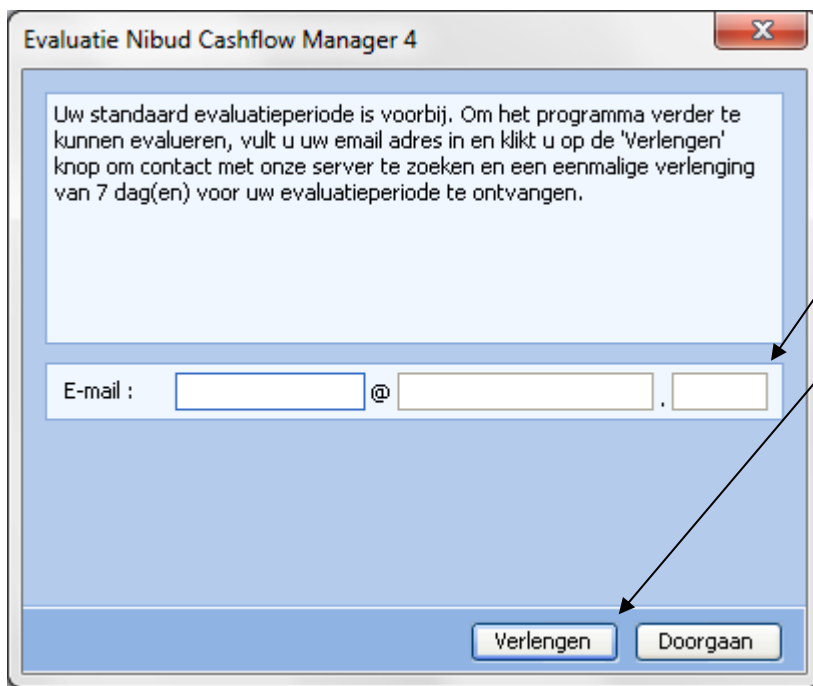 Evaluatie Nibud Cashflow Manager 4
Uw standaard evaluatieperiode is voorbij. Om het programma verder te
kunnen evalueren, vult u uw email adres in en klikt u op de 'Verlengen'
knop om contact met onze server te zoeken en een eenmalige verlenging
van 7 dag(en) voor uw evaluatieperiode te ontvangen.
E-mail : @ .
Verlengen Doorgaan